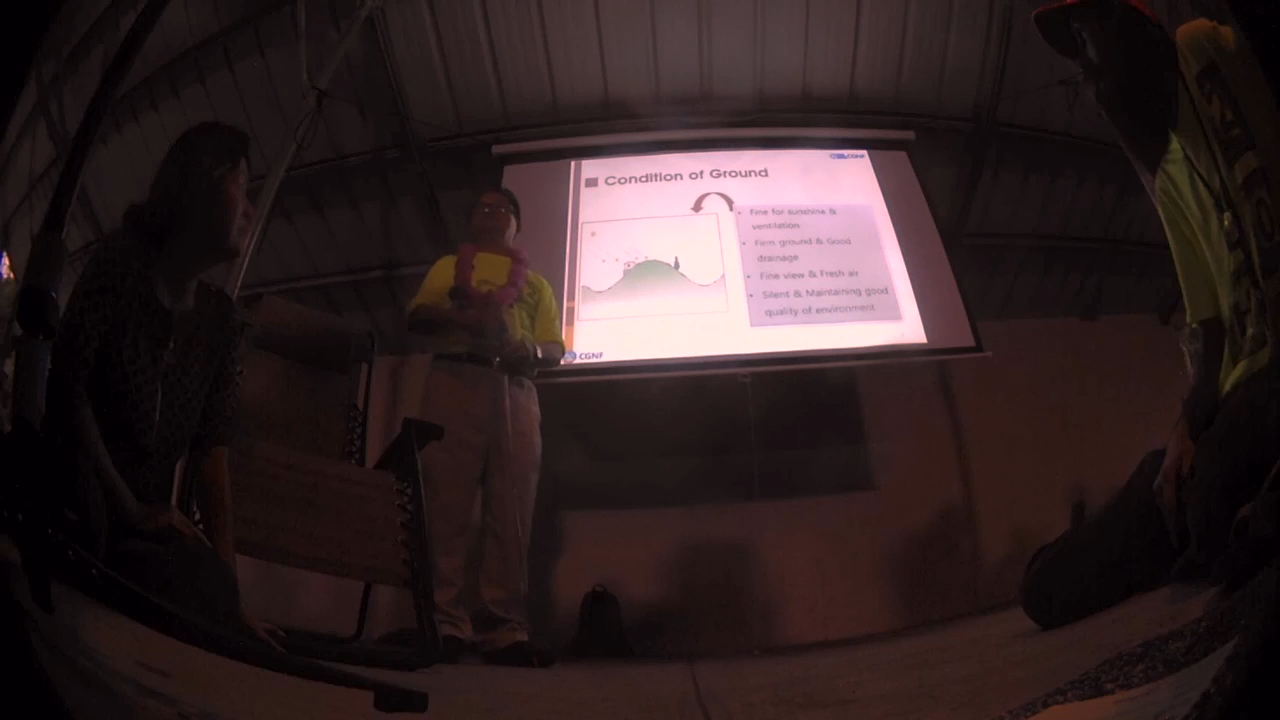 CGNF
Condition of Ground
• Fine for sunshine &
ventilation
• Firm ground & Good
drainage
• Fine view & Fresh air
• Silent & Maintaining good
quality of environment
CGNF